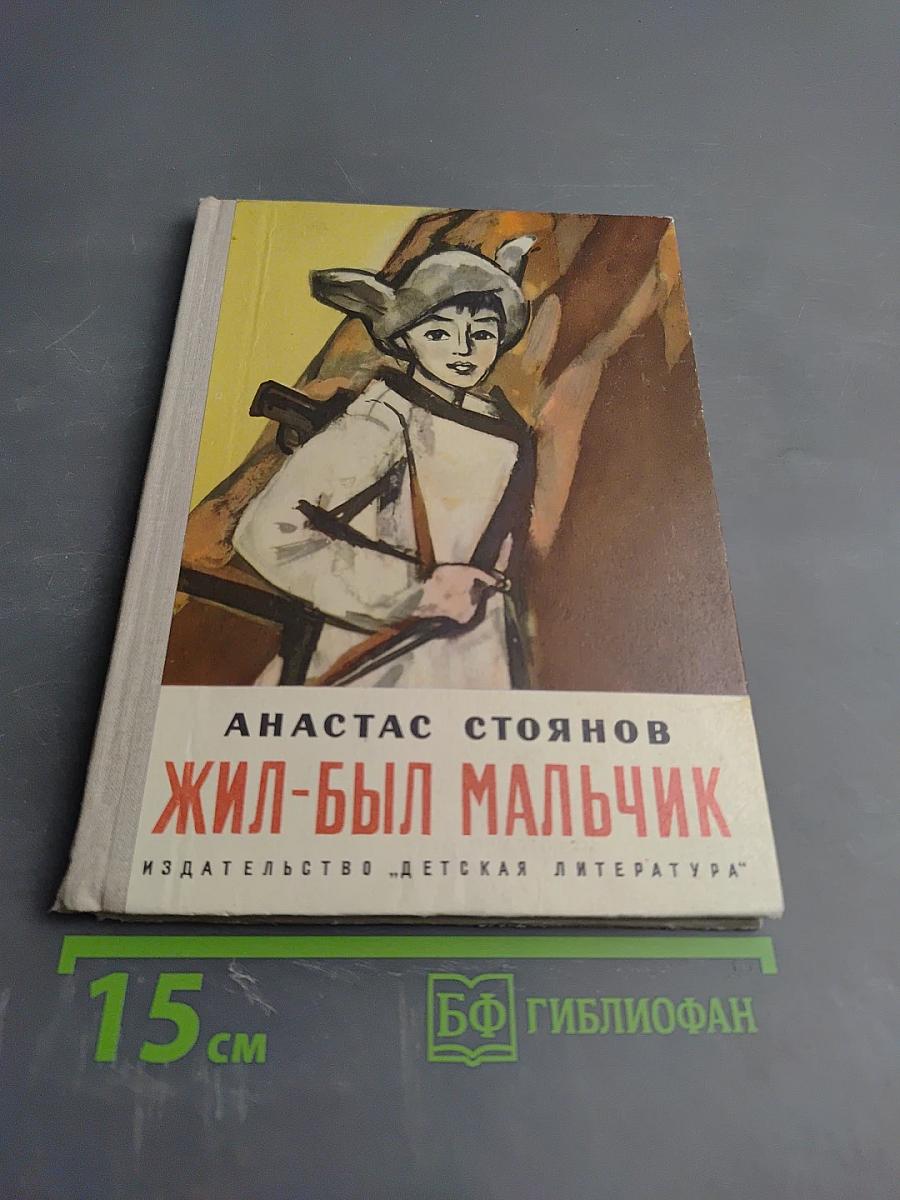 АНАСТАС СТОЯНОВ
ЖИЛ-БЫЛ МАЛЬЧИК
ИЗДАТЕЛЬСТВО „ДЕТСКАЯ ЛИТЕРАТУРА"
15 см
БФ ГИБЛИОФАН